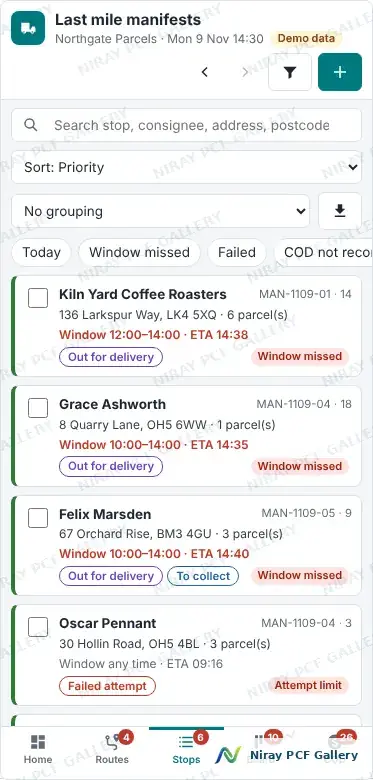 Last mile manifests
Northgate Parcels · Mon 9 Nov 14:30 Demo data
Search stop, consignee, address, postcode
Sort: Priority
No grouping
Today Window missed Failed COD not reco
Kiln Yard Coffee Roasters MAN-1109-01 · 14
136 Larkspur Way, LK4 5XQ · 6 parcel(s)
Window 12:00–14:00 · ETA 14:38
Out for delivery Window missed
Grace Ashworth MAN-1109-04 · 18
8 Quarry Lane, OH5 6WW · 1 parcel(s)
Window 10:00–14:00 · ETA 14:35
Out for delivery Window missed
Felix Marsden MAN-1109-05 · 9
67 Orchard Rise, BM3 4GU · 3 parcel(s)
Window 10:00–14:00 · ETA 14:40
Out for delivery To collect Window missed
Oscar Pennant MAN-1109-04 · 3
30 Hollin Road, OH5 4BL · 3 parcel(s)
Window any time · ETA 09:16
Failed attempt Attempt limit
4 6 10 26
Home Routes Stops
Niray PCF Gallery
NIRAY PCF GALLERY